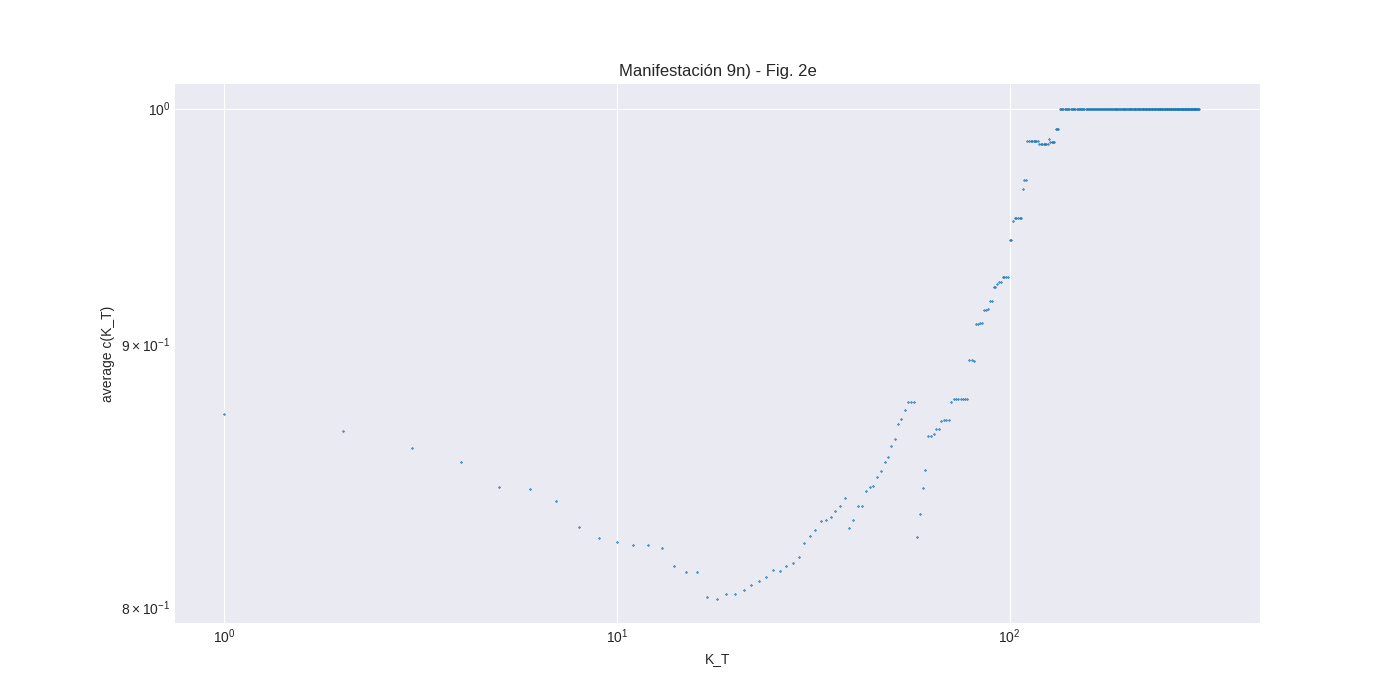 Manifestación 9n) - Fig. 2e
10⁰
9 × 10⁻¹
8 × 10⁻¹
average c(K_T)
10⁰ 10¹ 10²
K_T